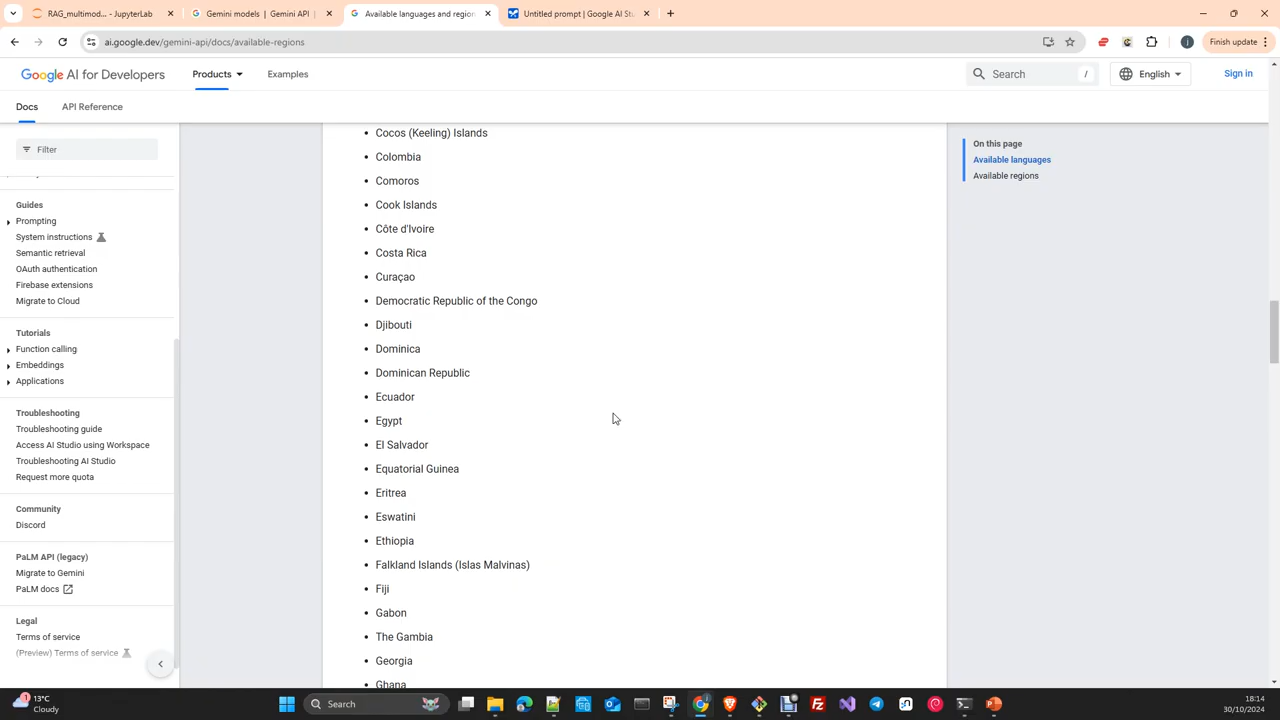 RAG_multimod... - JupyterLab
Gemini models | Gemini API |
Available languages and region
Untitled prompt | Google AI Stu
ai.google.dev/gemini-api/docs/available-regions
Finish update
Google AI for Developers
Products
Examples
Search /
English
Sign in
Docs
API Reference
Filter
Guides
Prompting
System instructions
Semantic retrieval
OAuth authentication
Firebase extensions
Migrate to Cloud
Tutorials
Function calling
Embeddings
Applications
Troubleshooting
Troubleshooting guide
Access AI Studio using Workspace
Troubleshooting AI Studio
Request more quota
Community
Discord
PaLM API (legacy)
Migrate to Gemini
PaLM docs
Legal
Terms of service
(Preview) Terms of service
• Cocos (Keeling) Islands
• Colombia
• Comoros
• Cook Islands
• Côte d'Ivoire
• Costa Rica
• Curaçao
• Democratic Republic of the Congo
• Djibouti
• Dominica
• Dominican Republic
• Ecuador
• Egypt
• El Salvador
• Equatorial Guinea
• Eritrea
• Eswatini
• Ethiopia
• Falkland Islands (Islas Malvinas)
• Fiji
• Gabon
• The Gambia
• Georgia
• Ghana
On this page
Available languages
Available regions
1
13°C
Cloudy
Search
18:14
30/10/2024